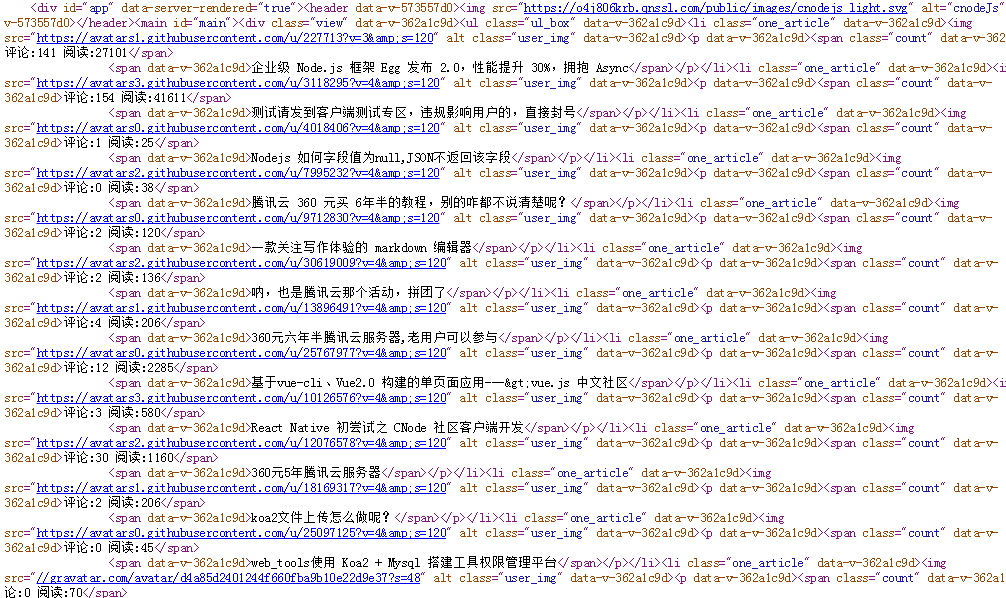 <div id="app" data-server-rendered="true"><header data-v-573557d0><img src="https://o4j806krb.qnssl.com/public/images/cnodejs_light.svg" alt="cnodeJs"
v-573557d0></header><main id="main"><div class="view" data-v-362a1c9d><ul class="ul_box" data-v-362a1c9d><li class="one_article" data-v-362a1c9d><img
src="https://avatars1.githubusercontent.com/u/227713?v=3&amp;s=120" alt class="user_img" data-v-362a1c9d><p data-v-362a1c9d><span class="count" data-v-362
评论:141 阅读:27101</span>
<span data-v-362a1c9d>企业级 Node.js 框架 Egg 发布 2.0，性能提升 30%，拥抱 Async</span></p></li><li class="one_article" data-v-362a1c9d><i
src="https://avatars3.githubusercontent.com/u/3118295?v=4&amp;s=120" alt class="user_img" data-v-362a1c9d><p data-v-362a1c9d><span class="count" data-v-
362a1c9d>评论:154 阅读:41611</span>
<span data-v-362a1c9d>测试请发到客户端测试专区，违规影响用户的，直接封号</span></p></li><li class="one_article" data-v-362a1c9d><img
src="https://avatars0.githubusercontent.com/u/4018406?v=4&amp;s=120" alt class="user_img" data-v-362a1c9d><p data-v-362a1c9d><span class="count" data-v-
362a1c9d>评论:1 阅读:25</span>
<span data-v-362a1c9d>Nodejs 如何字段值为null,JSON不返回该字段</span></p></li><li class="one_article" data-v-362a1c9d><img
src="https://avatars2.githubusercontent.com/u/7995232?v=4&amp;s=120" alt class="user_img" data-v-362a1c9d><p data-v-362a1c9d><span class="count" data-v-
362a1c9d>评论:0 阅读:38</span>
<span data-v-362a1c9d>腾讯云 360 元买 6年半的教程，别的咋都不说清楚呢？</span></p></li><li class="one_article" data-v-362a1c9d><img
src="https://avatars0.githubusercontent.com/u/9712830?v=4&amp;s=120" alt class="user_img" data-v-362a1c9d><p data-v-362a1c9d><span class="count" data-v-
362a1c9d>评论:2 阅读:120</span>
<span data-v-362a1c9d>一款关注写作体验的 markdown 编辑器</span></p></li><li class="one_article" data-v-362a1c9d><img
src="https://avatars2.githubusercontent.com/u/30619009?v=4&amp;s=120" alt class="user_img" data-v-362a1c9d><p data-v-362a1c9d><span class="count" data-v-
362a1c9d>评论:2 阅读:136</span>
<span data-v-362a1c9d>呐，也是腾讯云那个活动，拼团了</span></p></li><li class="one_article" data-v-362a1c9d><img
src="https://avatars1.githubusercontent.com/u/13896491?v=4&amp;s=120" alt class="user_img" data-v-362a1c9d><p data-v-362a1c9d><span class="count" data-v-
362a1c9d>评论:4 阅读:206</span>
<span data-v-362a1c9d>360元六年半腾讯云服务器,老用户可以参与</span></p></li><li class="one_article" data-v-362a1c9d><img
src="https://avatars0.githubusercontent.com/u/25767977?v=4&amp;s=120" alt class="user_img" data-v-362a1c9d><p data-v-362a1c9d><span class="count" data-v-
362a1c9d>评论:12 阅读:2285</span>
<span data-v-362a1c9d>基于vue-cli、Vue2.0 构建的单页面应用---&gt;vue.js 中文社区</span></p></li><li class="one_article" data-v-362a1c9d><i
src="https://avatars3.githubusercontent.com/u/10126576?v=4&amp;s=120" alt class="user_img" data-v-362a1c9d><p data-v-362a1c9d><span class="count" data-v-
362a1c9d>评论:3 阅读:580</span>
<span data-v-362a1c9d>React Native 初尝试之 CNode 社区客户端开发</span></p></li><li class="one_article" data-v-362a1c9d><img
src="https://avatars2.githubusercontent.com/u/12076578?v=4&amp;s=120" alt class="user_img" data-v-362a1c9d><p data-v-362a1c9d><span class="count" data-v-
362a1c9d>评论:30 阅读:1160</span>
<span data-v-362a1c9d>360元5年腾讯云服务器</span></p></li><li class="one_article" data-v-362a1c9d><img
src="https://avatars1.githubusercontent.com/u/18169317?v=4&amp;s=120" alt class="user_img" data-v-362a1c9d><p data-v-362a1c9d><span class="count" data-v-
362a1c9d>评论:2 阅读:206</span>
<span data-v-362a1c9d>koa2文件上传怎么做呢？</span></p></li><li class="one_article" data-v-362a1c9d><img
src="https://avatars0.githubusercontent.com/u/25097125?v=4&amp;s=120" alt class="user_img" data-v-362a1c9d><p data-v-362a1c9d><span class="count" data-v-
362a1c9d>评论:0 阅读:45</span>
<span data-v-362a1c9d>web_tools使用 Koa2 + Mysql 搭建工具权限管理平台</span></p></li><li class="one_article" data-v-362a1c9d><img
src="//gravatar.com/avatar/d4a85d2401244f660fba9b10e22d9e37?s=48" alt class="user_img" data-v-362a1c9d><p data-v-362a1c9d><span class="count" data-v-362a1
论:0 阅读:70</span>